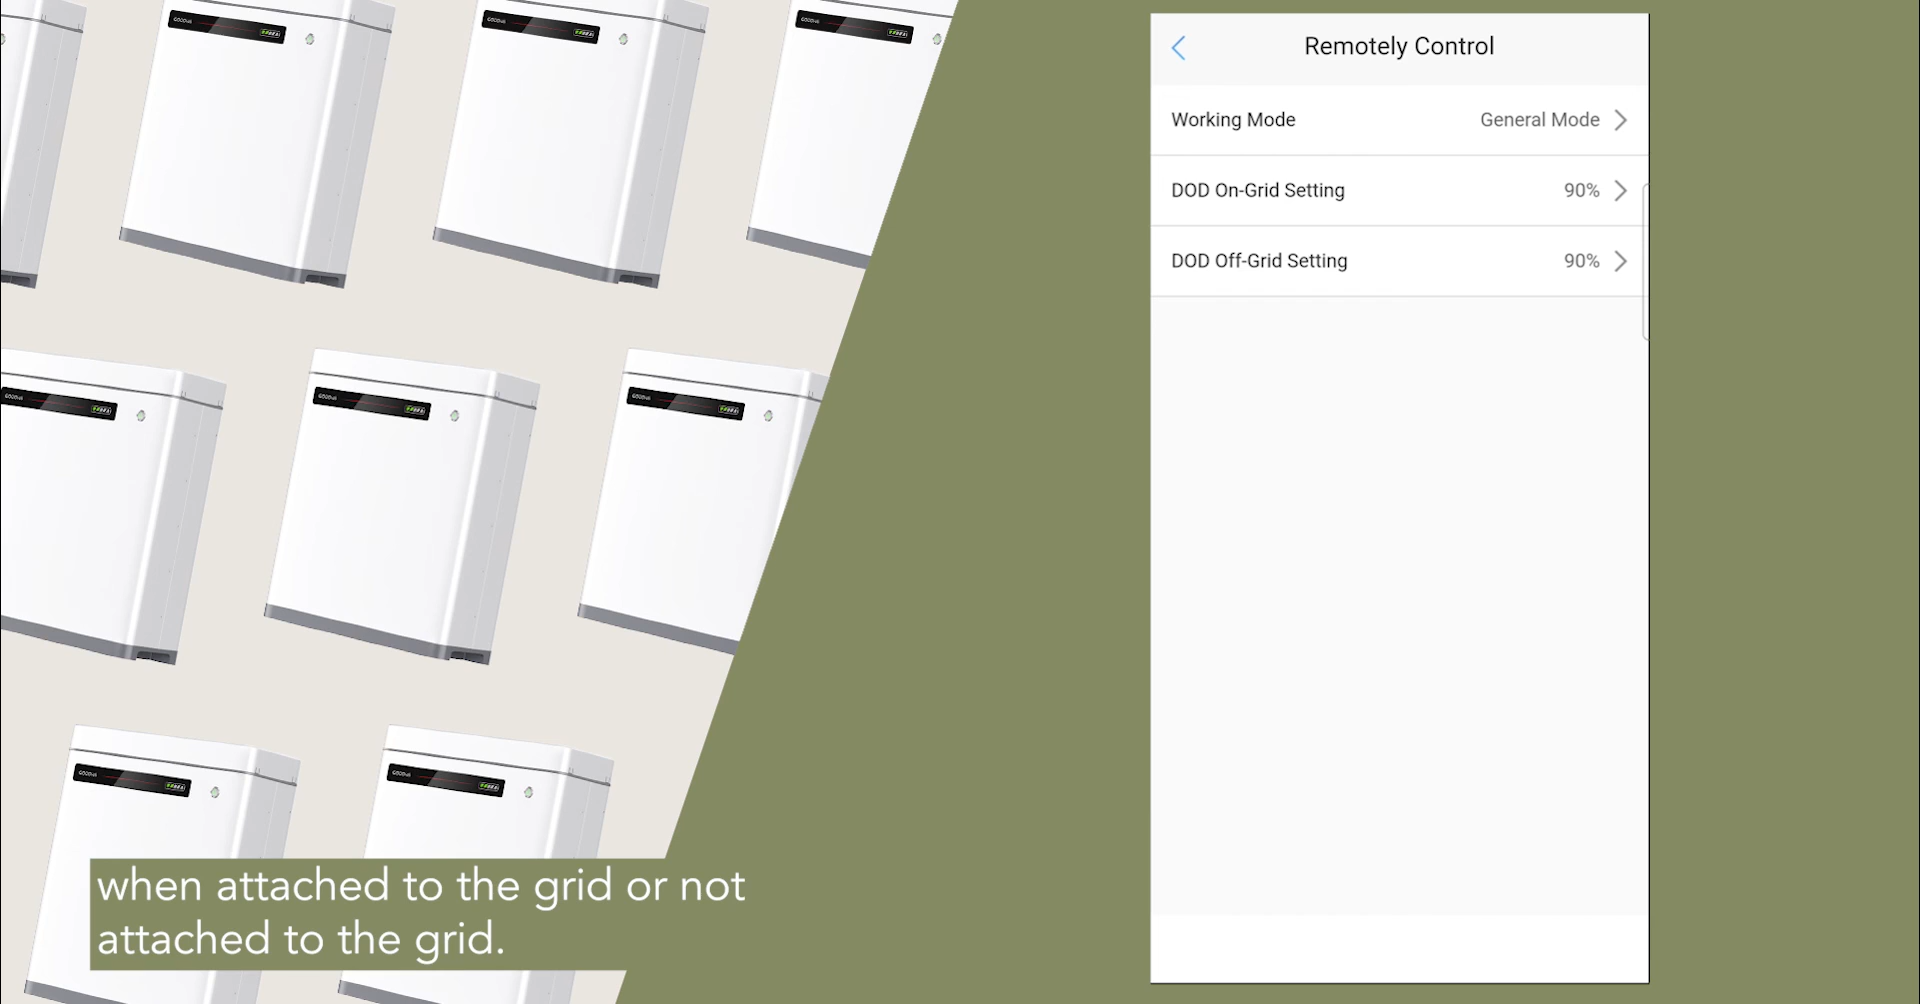 Remotely Control
Working Mode General Mode
DOD On-Grid Setting 90%
DOD Off-Grid Setting 90%
when attached to the grid or not
attached to the grid.